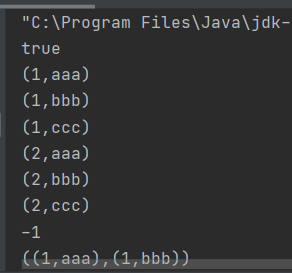 "C:\Program Files\Java\jdk-
true
(1,aaa)
(1,bbb)
(1,ccc)
(2,aaa)
(2,bbb)
(2,ccc)
-1
((1,aaa),(1,bbb))